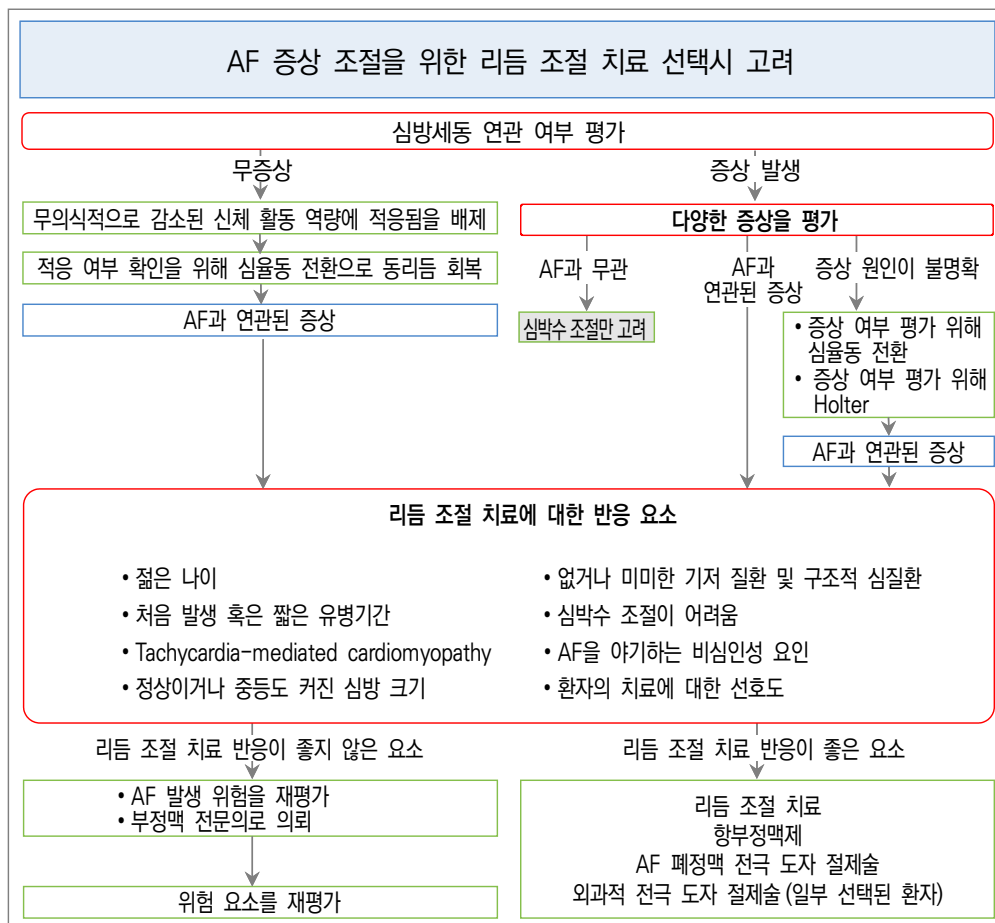 AF 증상 조절을 위한 리듬 조절 치료 선택시 고려
심방세동 연관 여부 평가
무증상
증상 발생
무의식적으로 감소된 신체 활동 역량에 적응됨을 배제
다양한 증상을 평가
적응 여부 확인을 위해 심율동 전환으로 동리듬 회복
AF과 무관
AF과
연관된 증상
증상 원인이 불명확
AF과 연관된 증상
심박수 조절만 고려
• 증상 여부 평가 위해
심율동 전환
• 증상 여부 평가 위해
Holter
AF과 연관된 증상
리듬 조절 치료에 대한 반응 요소
• 젊은 나이
• 처음 발생 혹은 짧은 유병기간
• Tachycardia-mediated cardiomyopathy
• 정상이거나 중등도 커진 심방 크기
• 없거나 미미한 기저 질환 및 구조적 심질환
• 심박수 조절이 어려움
• AF을 야기하는 비심인성 요인
• 환자의 치료에 대한 선호도
리듬 조절 치료 반응이 좋지 않은 요소
리듬 조절 치료 반응이 좋은 요소
• AF 발생 위험을 재평가
• 부정맥 전문의로 의뢰
위험 요소를 재평가
리듬 조절 치료
항부정맥제
AF 폐정맥 전극 도자 절제술
외과적 전극 도자 절제술 (일부 선택된 환자)